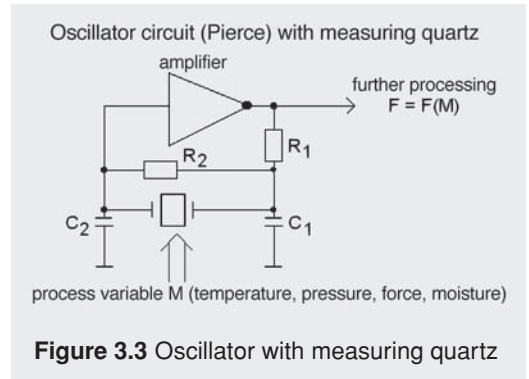 Oscillator circuit (Pierce) with measuring quartz
amplifier
further processing
F = F(M)
R1
R2
C2
C1
process variable M (temperature, pressure, force, moisture)
Figure 3.3 Oscillator with measuring quartz